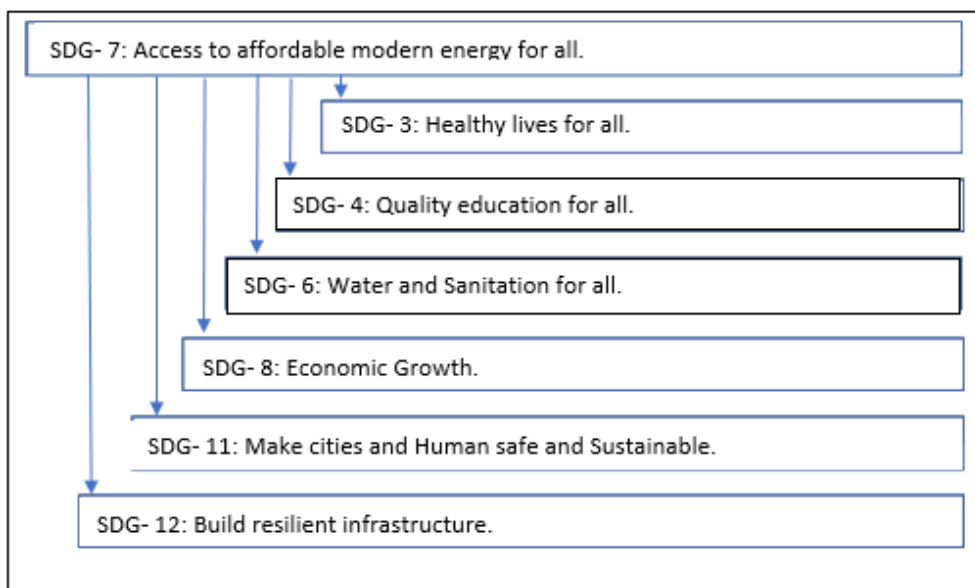 SDG- 7: Access to affordable modern energy for all.
SDG- 3: Healthy lives for all.
SDG- 4: Quality education for all.
SDG- 6: Water and Sanitation for all.
SDG- 8: Economic Growth.
SDG- 11: Make cities and Human safe and Sustainable.
SDG- 12: Build resilient infrastructure.